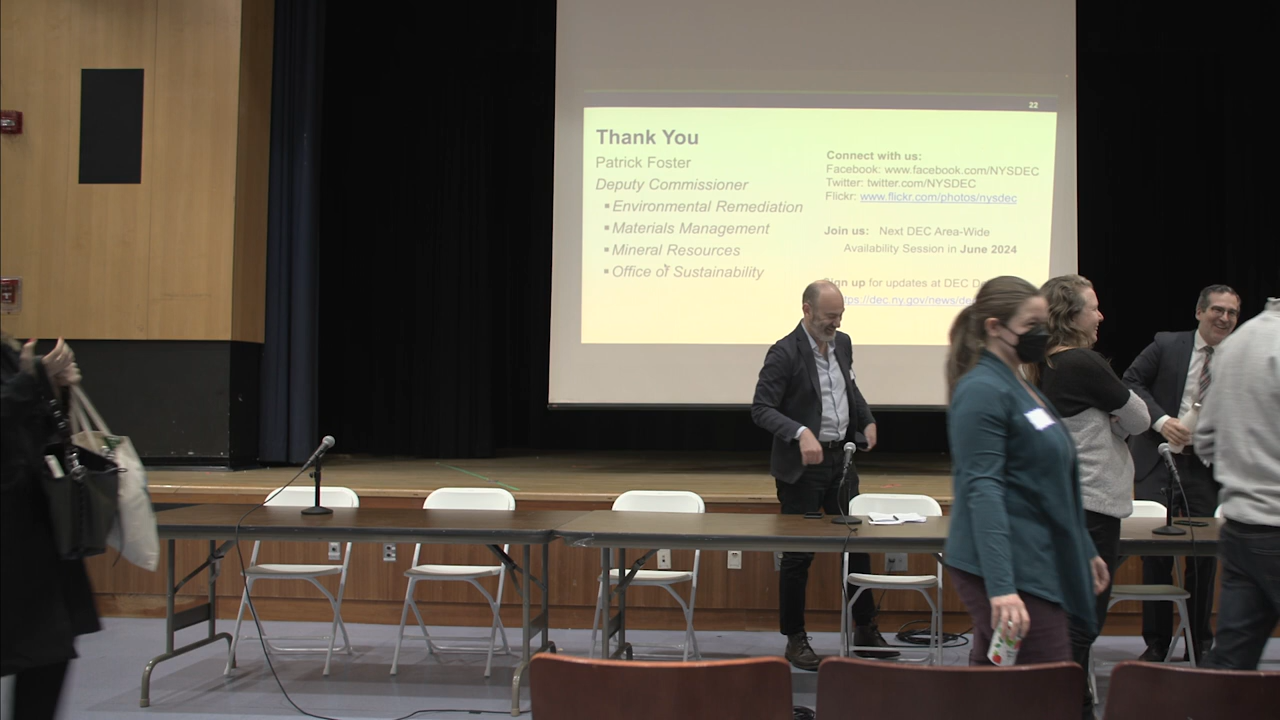 22
Thank You
Patrick Foster
Deputy Commissioner
▪ Environmental Remediation
▪ Materials Management
▪ Mineral Resources
▪ Office of Sustainability
Connect with us:
Facebook: www.facebook.com/NYSDEC
Twitter: twitter.com/NYSDEC
Flickr: www.flickr.com/photos/nysdec
Join us: Next DEC Area-Wide
Availability Session in June 2024
up for updates at DEC